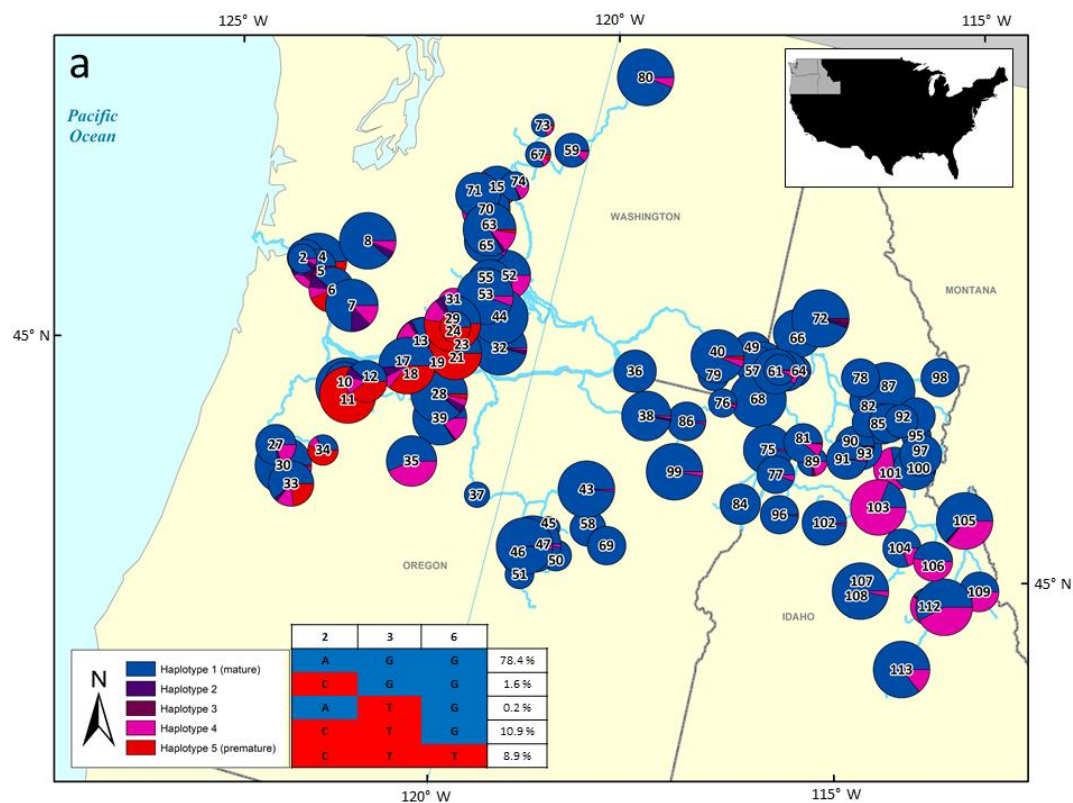 125° W 120° W 115° W
a
Pacific
Ocean
80
73
67 59
71 15 74
70
63
65
WASHINGTON
8
2 4
5
6
7
55 52
53
44
32
MONTANA
31
29
24
13 23
17 19 21
18
10 12
11
28
39
45° N
72
66
40 49
79 57 61 64
36
76 68
38 86
78 87 98
82 92
85 95
90 93 97
91 100
101
75 81
89
77
99
27
34
30
33
35
37
43
45 58
46 47 69
50
51
84
96
102
103
105
104
106
107
108
109
112
113
45° N
OREGON
IDAHO
2 3 6
A G G 78.4 %
C G G 1.6 %
A T G 0.2 %
C T G 10.9 %
C T T 8.9 %
N
Haplotype 1 (mature)
Haplotype 2
Haplotype 3
Haplotype 4
Haplotype 5 (premature)
120° W 115° W